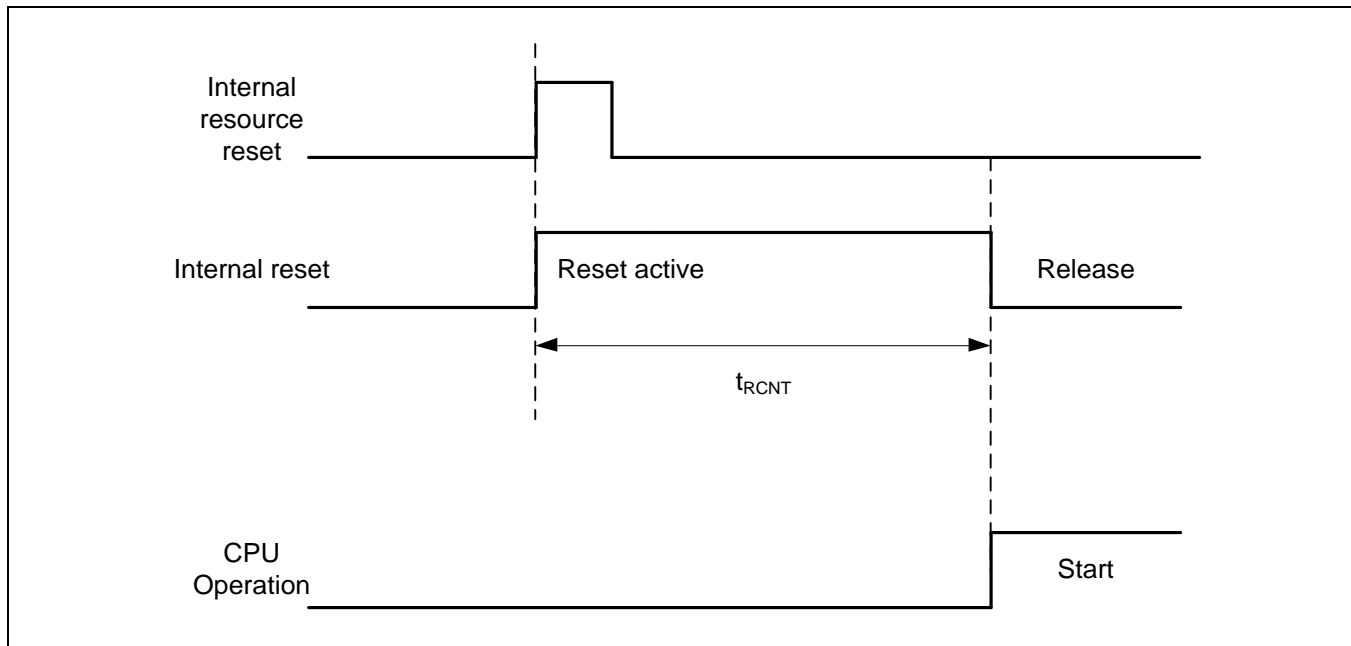 Internal
resource
reset
Internal reset
Reset active
Release
tRCNT
CPU
Operation
Start